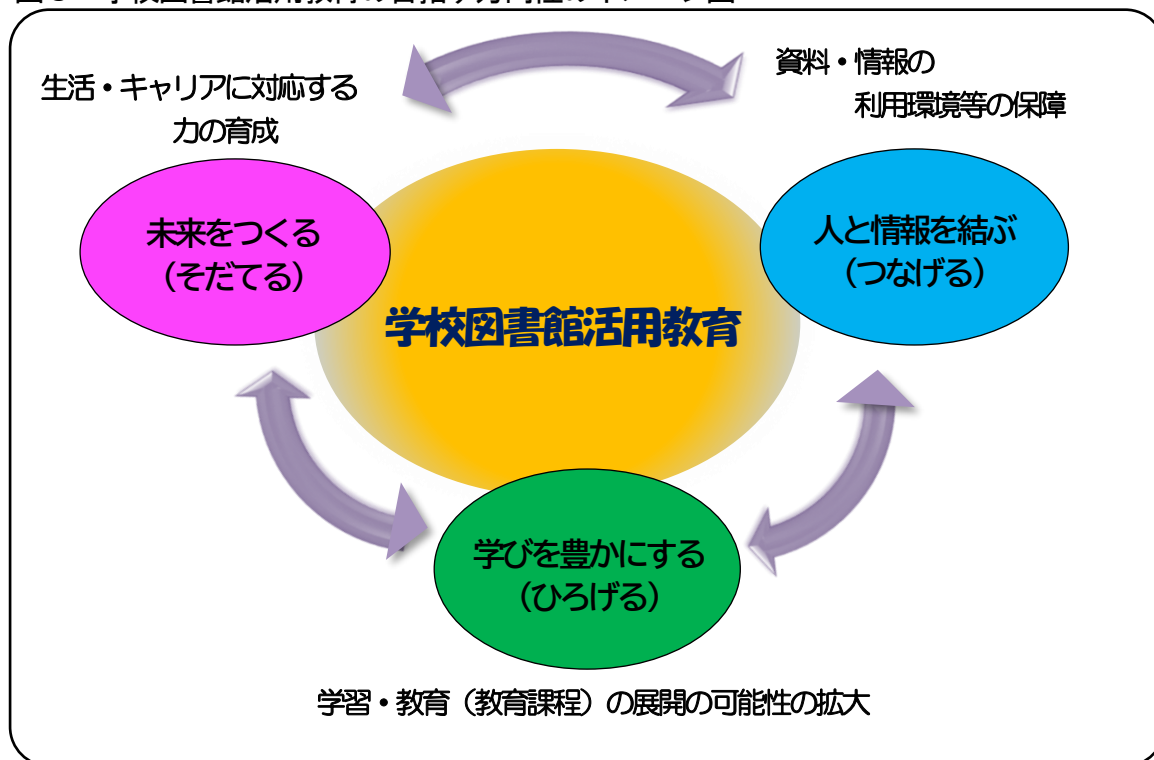 生活・キャリアに対応する
力の育成
資料・情報の
利用環境等の保障
未来をつくる
（そだてる）
人と情報を結ぶ
（つなげる）
学校図書館活用教育
学びを豊かにする
（ひろげる）
学習・教育（教育課程）の展開の可能性の拡大